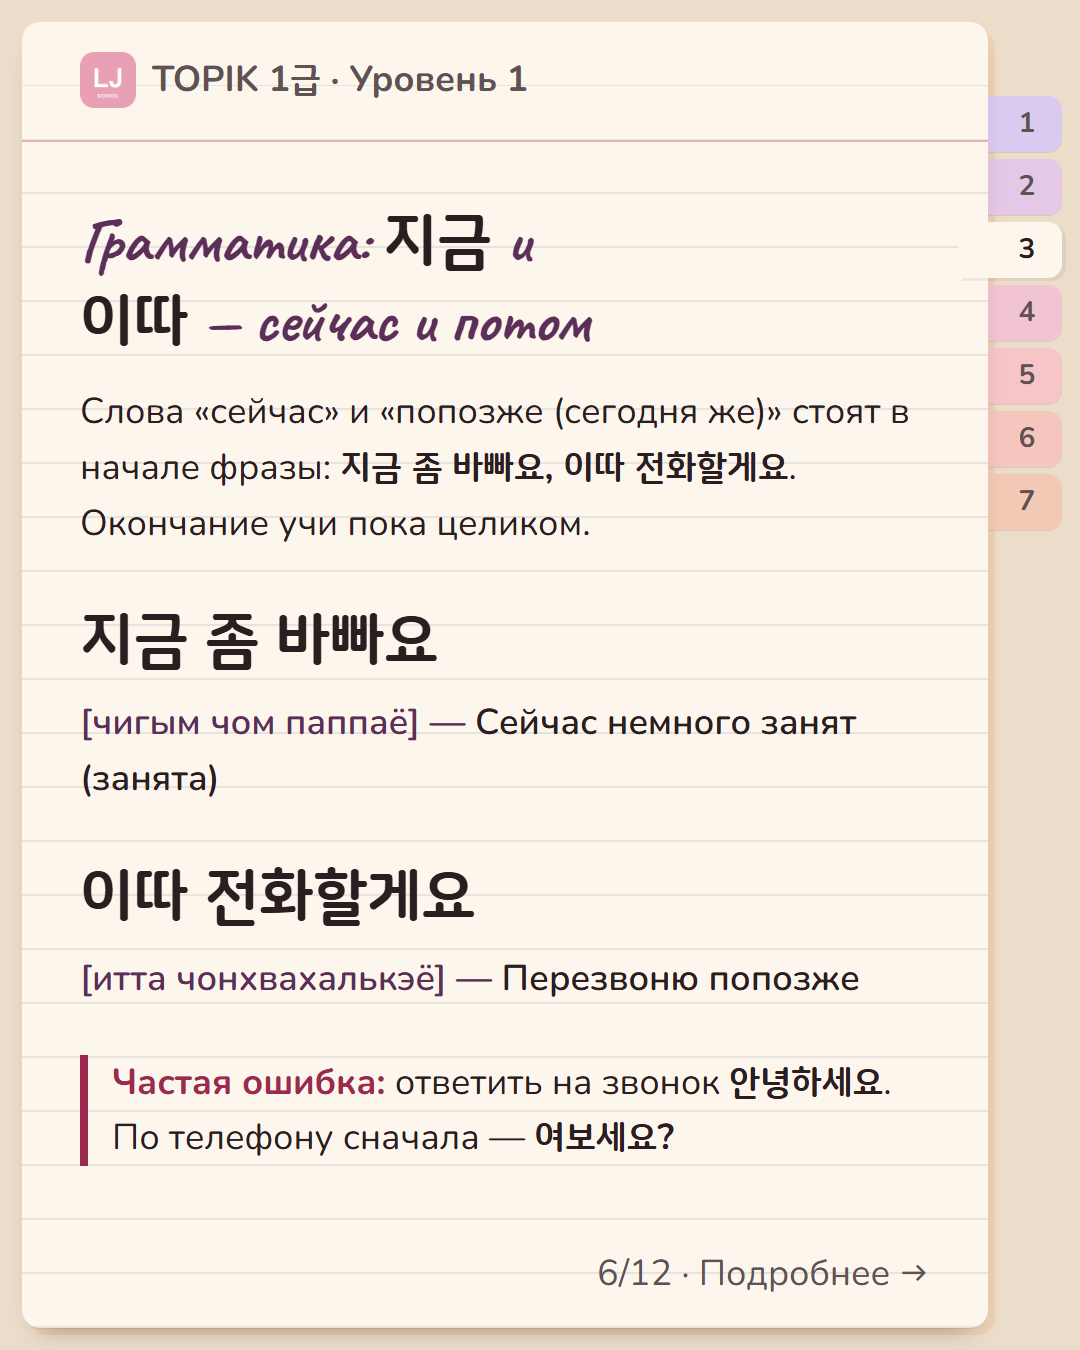 LJ
SCHOOL
TOPIK 1급 · Уровень 1
1
2
3
4
5
6
7
Грамматика: 지금 и
이따 — сейчас и потом
Слова «сейчас» и «попозже (сегодня же)» стоят в
начале фразы: 지금 좀 바빠요, 이따 전화할게요.
Окончание учи пока целиком.
지금 좀 바빠요
[чигым чом паппаё] — Сейчас немного занят
(занята)
이따 전화할게요
[итта чонхвахалькэё] — Перезвоню попозже
Частая ошибка: ответить на звонок 안녕하세요.
По телефону сначала — 여보세요?
6/12 · Подробнее →